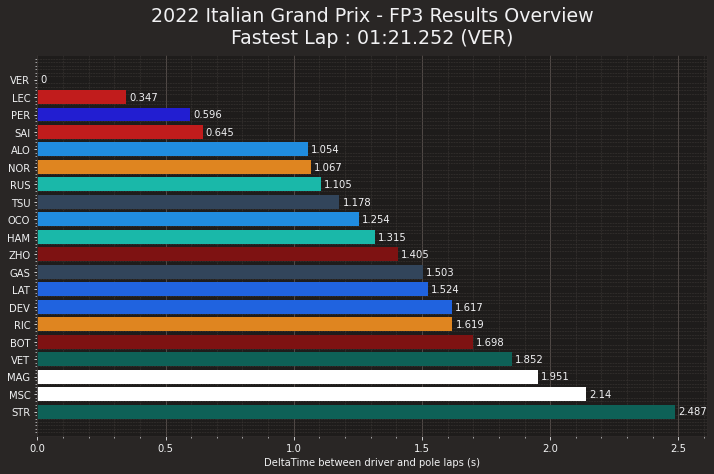 2022 Italian Grand Prix - FP3 Results Overview
Fastest Lap : 01:21.252 (VER)
VER 0
LEC 0.347
PER 0.596
SAI 0.645
ALO 1.054
NOR 1.067
RUS 1.105
TSU 1.178
OCO 1.254
HAM 1.315
ZHO 1.405
GAS 1.503
LAT 1.524
DEV 1.617
RIC 1.619
BOT 1.698
VET 1.852
MAG 1.951
MSC 2.14
STR 2.487
0.0 0.5 1.0 1.5 2.0 2.5
DeltaTime between driver and pole laps (s)